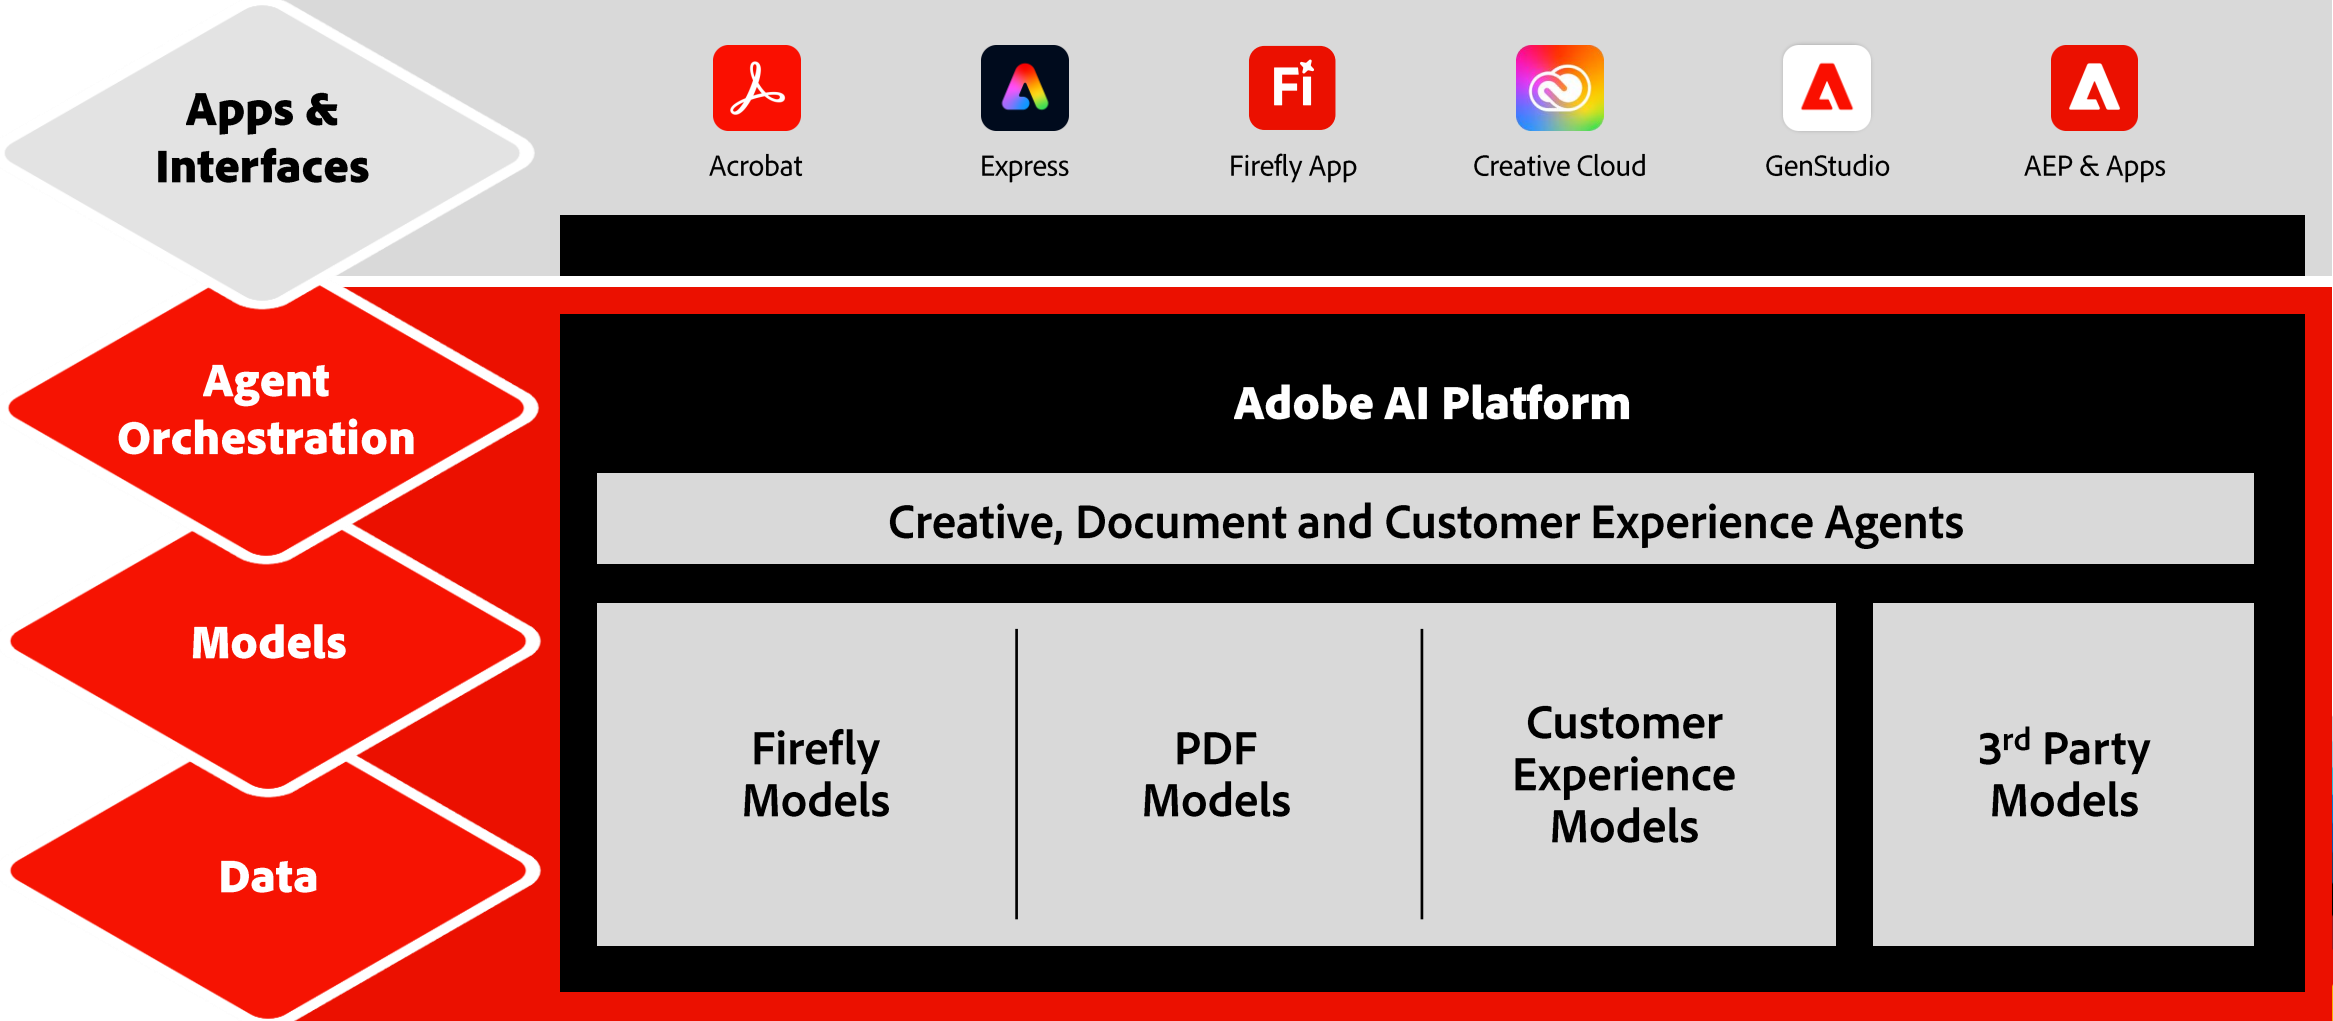 Apps &
Interfaces
Fi
Acrobat
Express
Firefly App
Creative Cloud
GenStudio
AEP & Apps
Agent
Orchestration
Adobe AI Platform
Creative, Document and Customer Experience Agents
Models
Firefly
Models
PDF
Models
Customer
Experience
Models
3rd Party
Models
Data